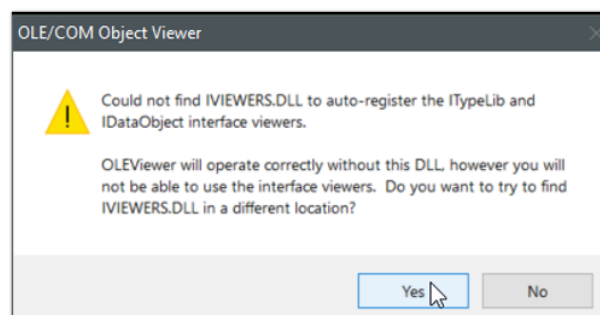 OLE/COM Object Viewer
Could not find IVIEWERS.DLL to auto-register the ITypeLib and
IDataObject interface viewers.
OLEViewer will operate correctly without this DLL, however you will
not be able to use the interface viewers.  Do you want to try to find
IVIEWERS.DLL in a different location?
Yes
No